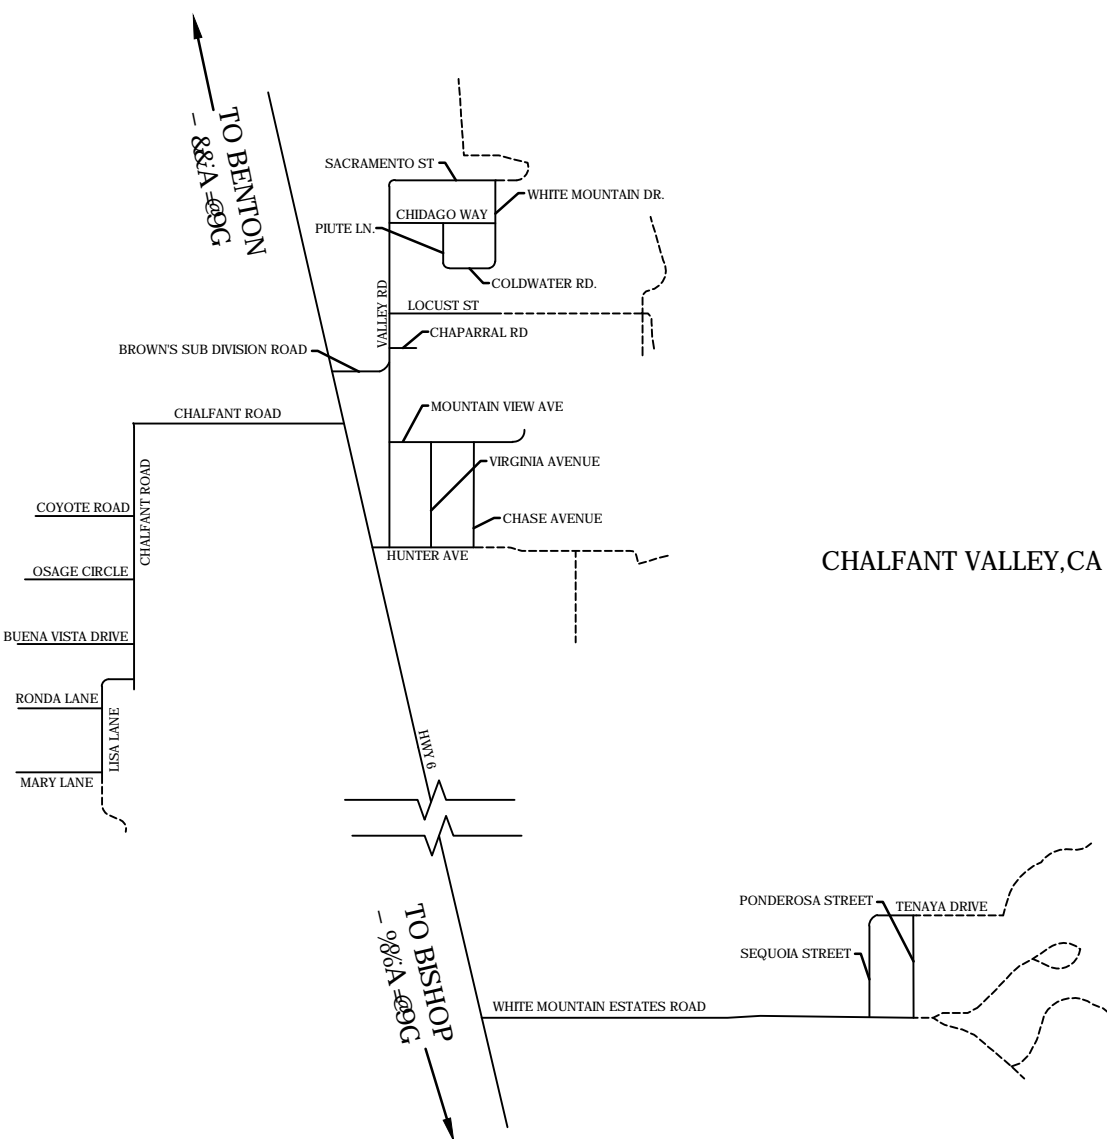 TO BENTON
_ &&A =@9G
SACRAMENTO ST
WHITE MOUNTAIN DR.
CHIDAGO WAY
PIUTE LN.
COLDWATER RD.
VALLEY RD
LOCUST ST
CHAPARRAL RD
BROWN'S SUB DIVISION ROAD
MOUNTAIN VIEW AVE
CHALFANT ROAD
VIRGINIA AVENUE
CHALFANT ROAD
COYOTE ROAD
CHASE AVENUE
HUNTER AVE
CHALFANT VALLEY,CA
OSAGE CIRCLE
BUENA VISTA DRIVE
RONDA LANE
LISA LANE
HWY 6
MARY LANE
PONDEROSA STREET
TENAYA DRIVE
TO BISHOP
_ %%A =@9G
SEQUOIA STREET
WHITE MOUNTAIN ESTATES ROAD